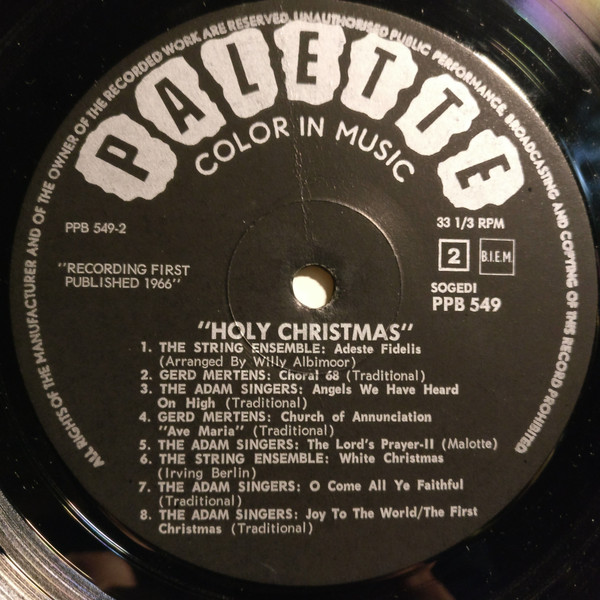 ALL RIGHTS OF THE MANUFACTURER AND OF THE OWNER OF THE RECORDED WORK ARE RESERVED. UNAUTHORISED PUBLIC PERFORMANCE, BROADCASTING AND COPYING OF THIS RECORD PROHIBITED
PALETTE
COLOR IN MUSIC
PPB 549-2
33 1/3 RPM
"RECORDING FIRST
PUBLISHED 1966"
2
B.I.E.M.
SOGEDI
PPB 549
"HOLY CHRISTMAS"
1. THE STRING ENSEMBLE: Adeste Fidelis
(Arranged By Willy Albimoor)
2. GERD MERTENS: Choral 68 (Traditional)
3. THE ADAM SINGERS: Angels We Have Heard
On High (Traditional)
4. GERD MERTENS: Church of Annunciation
"Ave Maria" (Traditional)
5. THE ADAM SINGERS: The Lord's Prayer-II (Malotte)
6. THE STRING ENSEMBLE: White Christmas
(Irving Berlin)
7. THE ADAM SINGERS: O Come All Ye Faithful
(Traditional)
8. THE ADAM SINGERS: Joy To The World/The First
Christmas (Traditional)